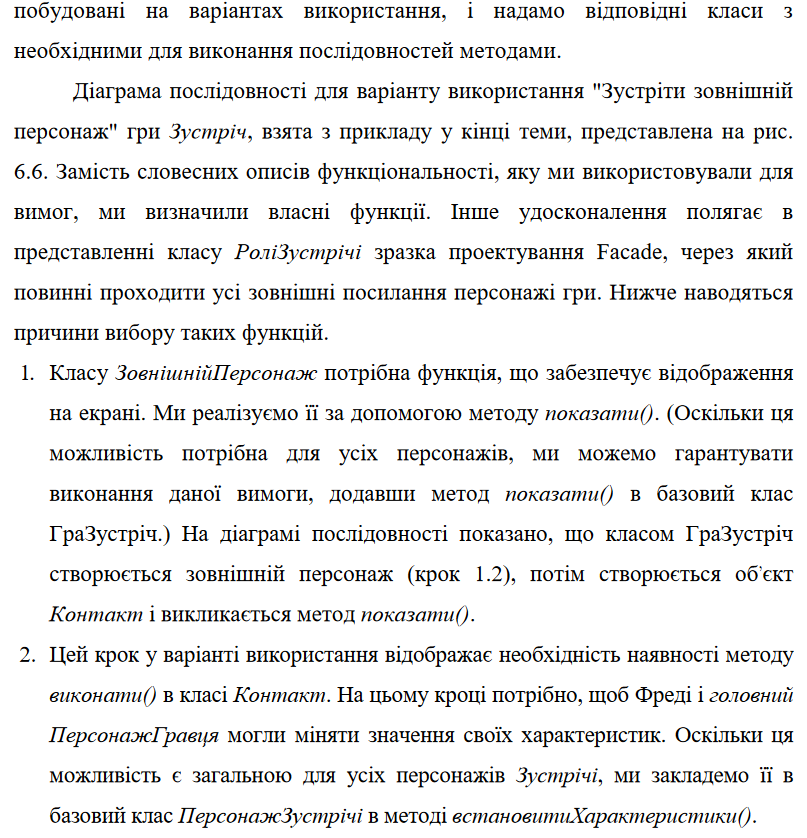 побудовані на варіантах використання, і надамо відповідні класи з
необхідними для виконання послідовностей методами.
Діаграма послідовності для варіанту використання "Зустріти зовнішній
персонаж" гри Зустріч, взята з прикладу у кінці теми, представлена на рис.
6.6. Замість словесних описів функціональності, яку ми використовували для
вимог, ми визначили власні функції. Інше удосконалення полягає в
представленні класу РоліЗустрічі зразка проектування Facade, через який
повинні проходити усі зовнішні посилання персонажі гри. Нижче наводяться
причини вибору таких функцій.
1. Класу ЗовнішнійПерсонаж потрібна функція, що забезпечує відображення
на екрані. Ми реалізуємо її за допомогою методу показати(). (Оскільки ця
можливість потрібна для усіх персонажів, ми можемо гарантувати
виконання даної вимоги, додавши метод показати() в базовий клас
ГраЗустріч.) На діаграмі послідовності показано, що класом ГраЗустріч
створюється зовнішній персонаж (крок 1.2), потім створюється об'єкт
Контакт і викликається метод показати().
2. Цей крок у варіанті використання відображає необхідність наявності методу
виконати() в класі Контакт. На цьому кроці потрібно, щоб Фреді і головний
ПерсонажГравця могли міняти значення своїх характеристик. Оскільки ця
можливість є загальною для усіх персонажів Зустрічі, ми закладемо її в
базовий клас ПерсонажЗустрічі в методі встановитиХарактеристики().